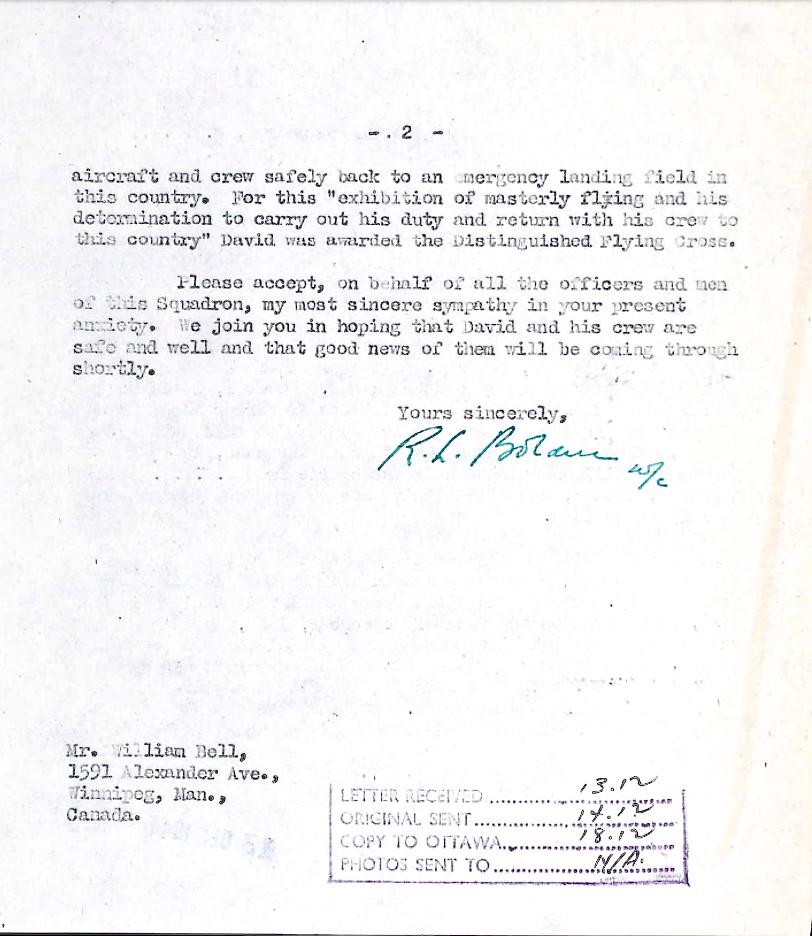 -. 2 -
aircraft and crew safely back to an emergency landing field in
this country. For this "exhibition of masterly flying and his
determination to carry out his duty and return with his crew to
this country" David was awarded the Distinguished Flying Cross.
Please accept, on behalf of all the officers and men
of this Squadron, my most sincere sympathy in your present
anxiety. We join you in hoping that David and his crew are
safe and well and that good news of them will be coming through
shortly.
Yours sincerely,
R.L. W/C
Mr. William Bell,
1591 Alexander Ave.,
Winnipeg, Man.,
Canada.
LETTER RECEIVED 13.12
ORIGINAL SENT 14.12
COPY TO OTTAWA 18.12
PHOTOS SENT TO N/A.